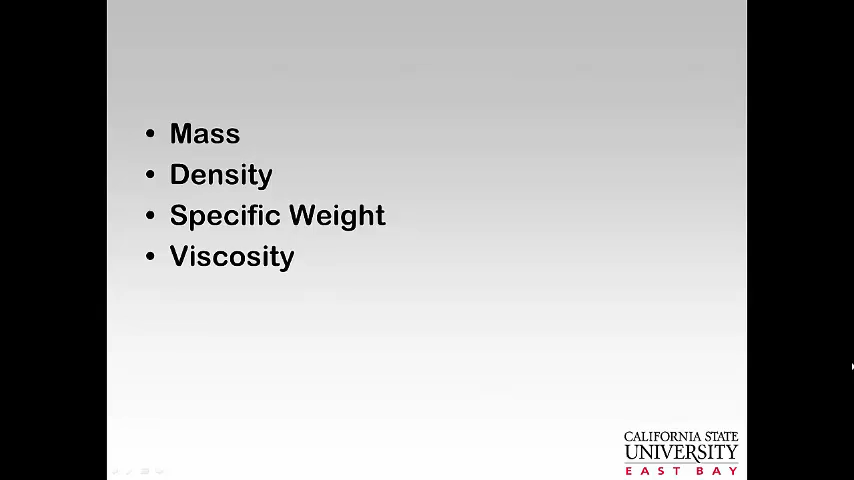 • Mass
• Density
• Specific Weight
• Viscosity
CALIFORNIA STATE
UNIVERSITY
EAST BAY